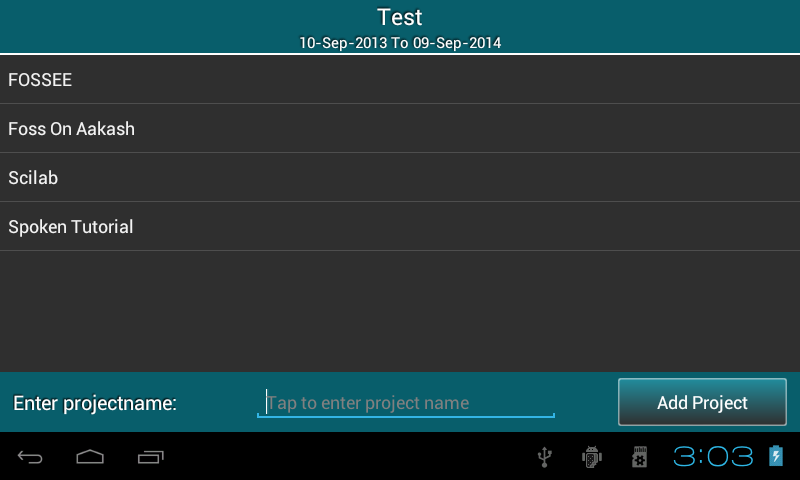 Test
10-Sep-2013 To 09-Sep-2014
FOSSEE
Foss On Aakash
Scilab
Spoken Tutorial
Enter projectname:
Tap to enter project name
Add Project
3:03